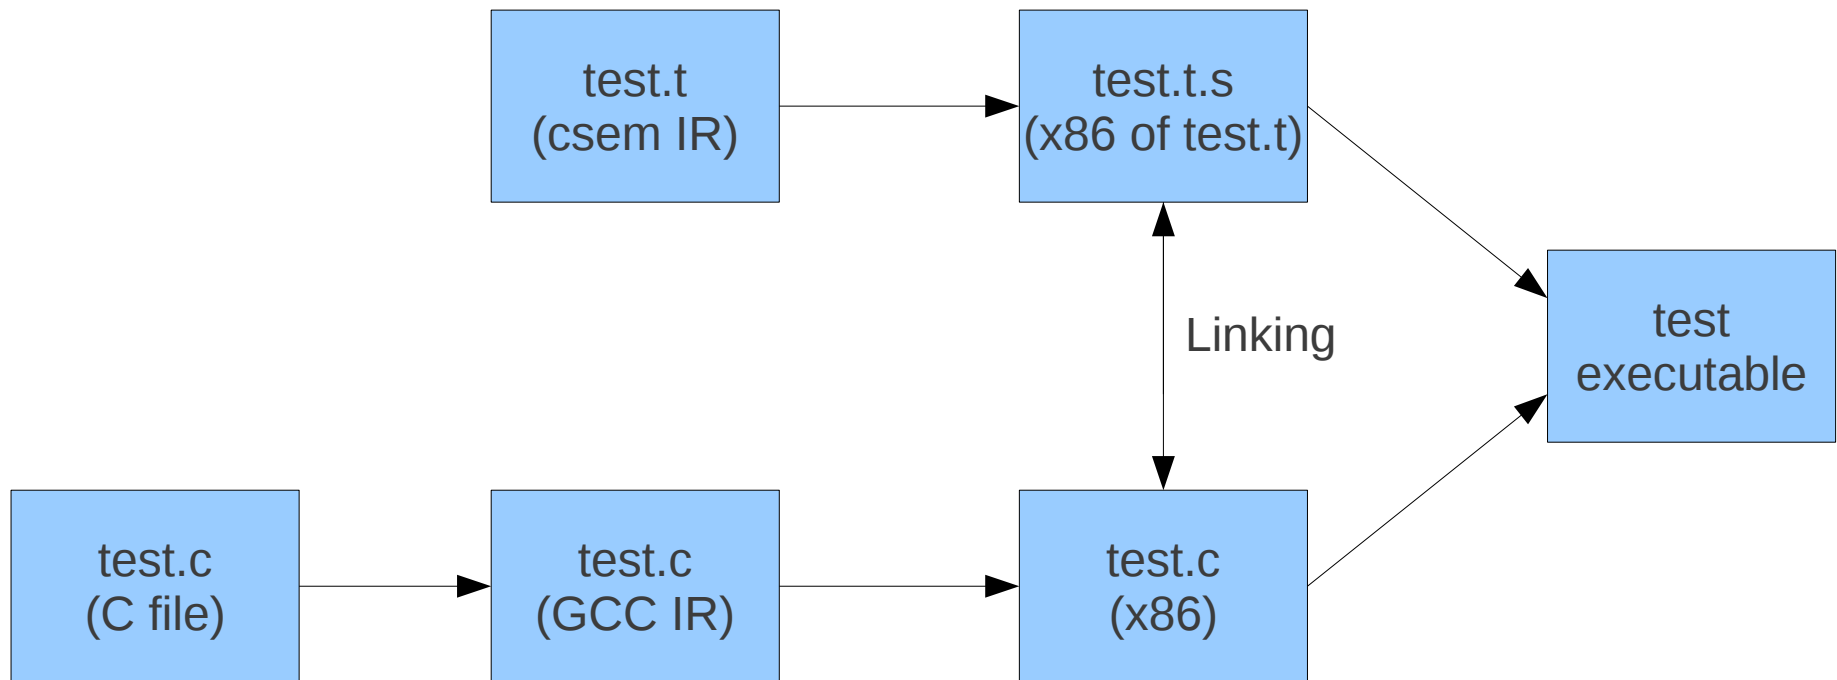 test.t
(csem IR)
test.t.s
(x86 of test.t)
Linking
test
executable
test.c
(C file)
test.c
(GCC IR)
test.c
(x86)